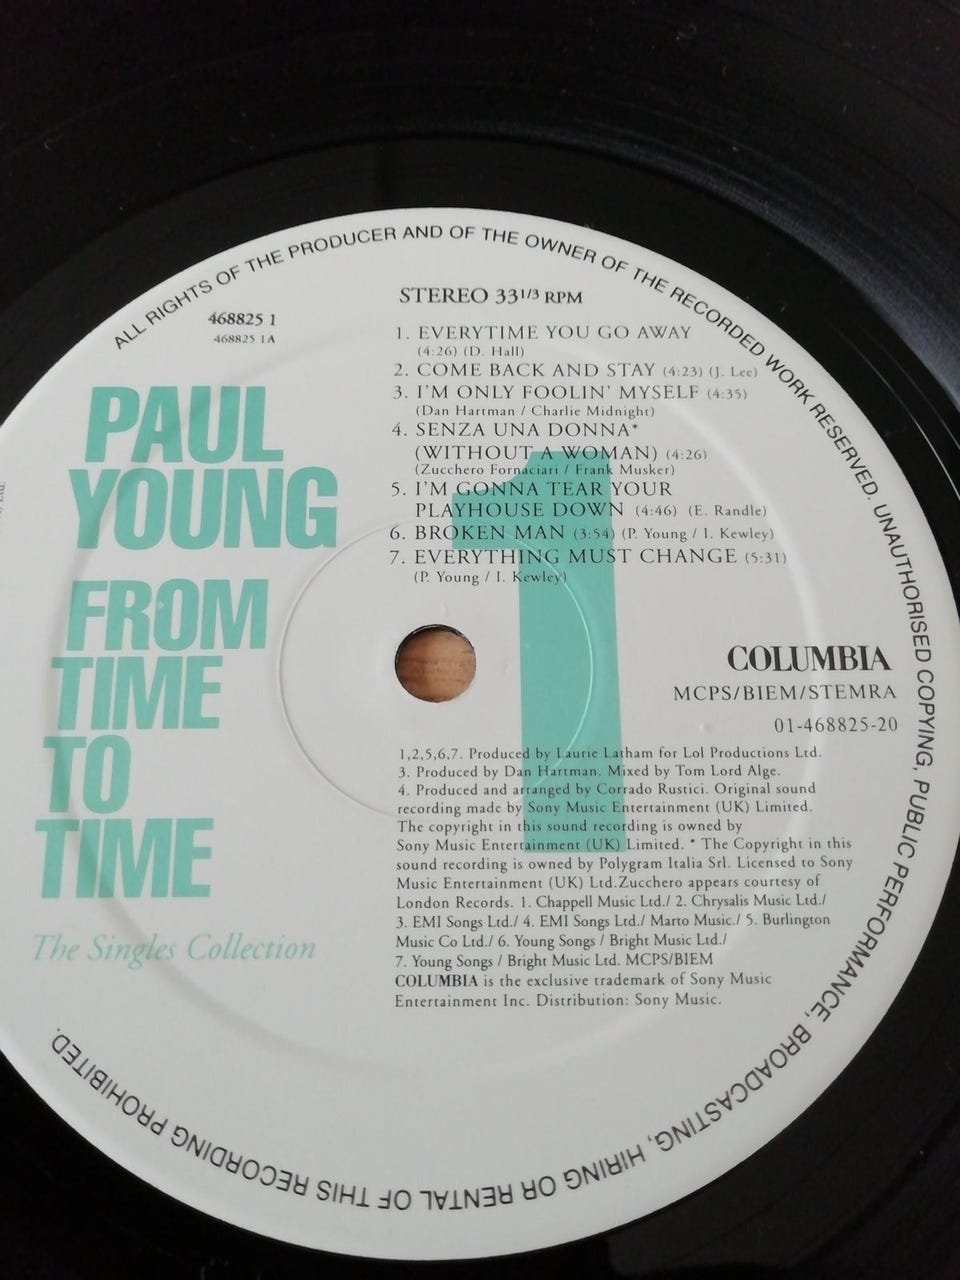 ALL RIGHTS OF THE PRODUCER AND OF THE OWNER OF THE RECORDED WORK RESERVED. UNAUTHORISED COPYING, PUBLIC PERFORMANCE, BROADCASTING, HIRING OR RENTAL OF THIS RECORDING PROHIBITED.
468825 1
468825 1A
PAUL
YOUNG
FROM
TIME
TO
TIME
The Singles Collection
STEREO 33 1/3 RPM
1. EVERYTIME YOU GO AWAY
(4:26) (D. Hall)
2. COME BACK AND STAY (4:23) (J. Lee)
3. I'M ONLY FOOLIN' MYSELF (4:35)
(Dan Hartman / Charlie Midnight)
4. SENZA UNA DONNA*
(WITHOUT A WOMAN) (4:26)
(Zucchero Fornaciari / Frank Musker)
5. I'M GONNA TEAR YOUR
PLAYHOUSE DOWN (4:46) (E. Randle)
6. BROKEN MAN (3:54) (P. Young / I. Kewley)
7. EVERYTHING MUST CHANGE (5:31)
(P. Young / I. Kewley)
1
COLUMBIA
MCPS/BIEM/STEMRA
01-468825-20
1,2,5,6,7. Produced by Laurie Latham for Lol Productions Ltd.
3. Produced by Dan Hartman. Mixed by Tom Lord Alge.
4. Produced and arranged by Corrado Rustici. Original sound
recording made by Sony Music Entertainment (UK) Limited.
The copyright in this sound recording is owned by
Sony Music Entertainment (UK) Limited. * The Copyright in this
sound recording is owned by Polygram Italia Srl. Licensed to Sony
Music Entertainment (UK) Ltd.Zucchero appears courtesy of
London Records. 1. Chappell Music Ltd./ 2. Chrysalis Music Ltd./
3. EMI Songs Ltd./ 4. EMI Songs Ltd./ Marto Music./ 5. Burlington
Music Co Ltd./ 6. Young Songs / Bright Music Ltd./
7. Young Songs / Bright Music Ltd. MCPS/BIEM
COLUMBIA is the exclusive trademark of Sony Music
Entertainment Inc. Distribution: Sony Music.